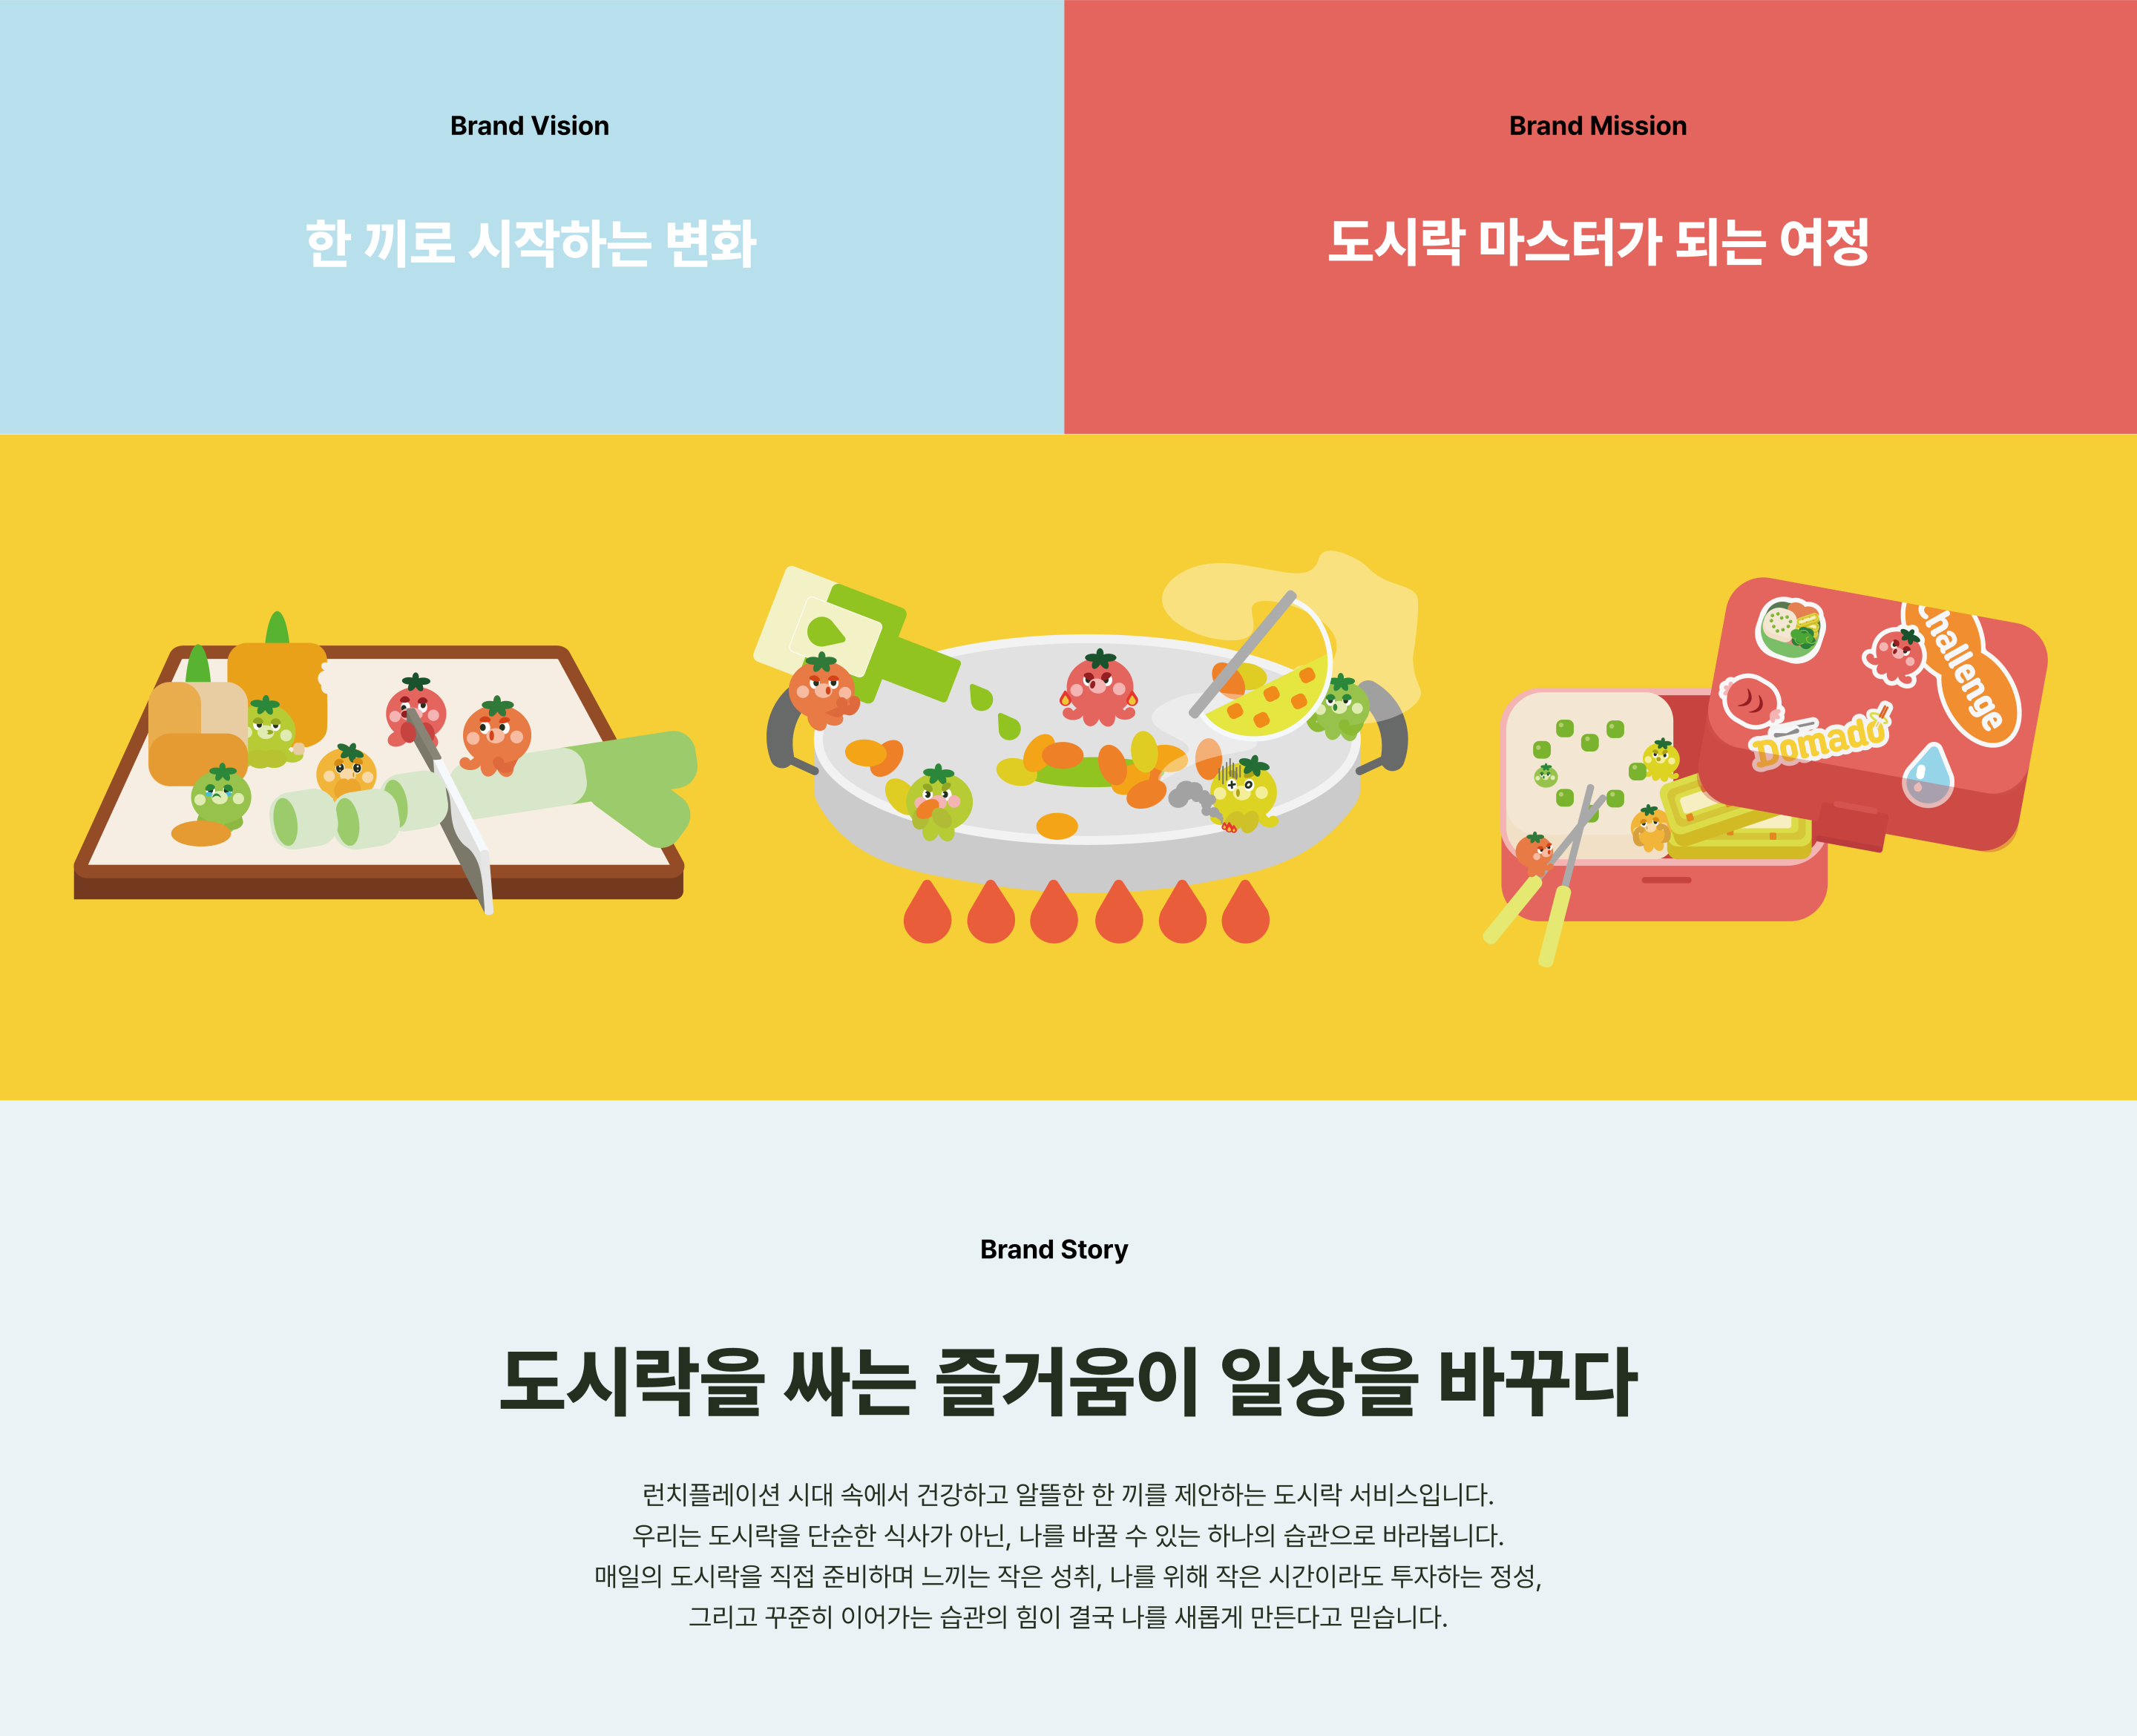 Brand Vision
한 끼로 시작하는 변화
Brand Mission
도시락 마스터가 되는 여정
Challenge
Domado
Brand Story
도시락을 싸는 즐거움이 일상을 바꾸다
런치플레이션 시대 속에서 건강하고 알뜰한 한 끼를 제안하는 도시락 서비스입니다.
우리는 도시락을 단순한 식사가 아닌, 나를 바꿀 수 있는 하나의 습관으로 바라봅니다.
매일의 도시락을 직접 준비하며 느끼는 작은 성취, 나를 위해 작은 시간이라도 투자하는 정성,
그리고 꾸준히 이어가는 습관의 힘이 결국 나를 새롭게 만든다고 믿습니다.